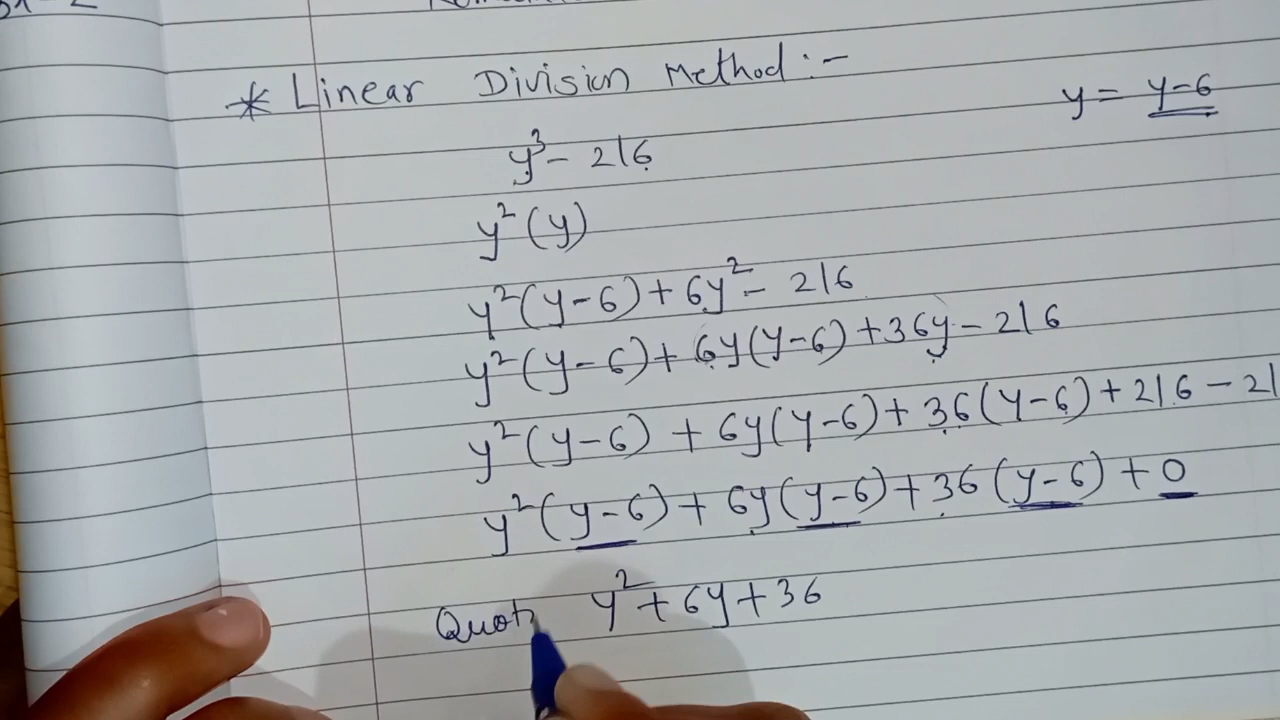 * Linear Division Method :-
y = y-6
y³ - 216
y² (y)
y² (y-6) + 6y² - 216
y² (y-6) + 6y (y-6) + 36y - 216
y² (y-6) + 6y (y-6) + 36 (y-6) + 216 - 21
y² (y-6) + 6y (y-6) + 36 (y-6) + 0
Quoti y² + 6y + 36